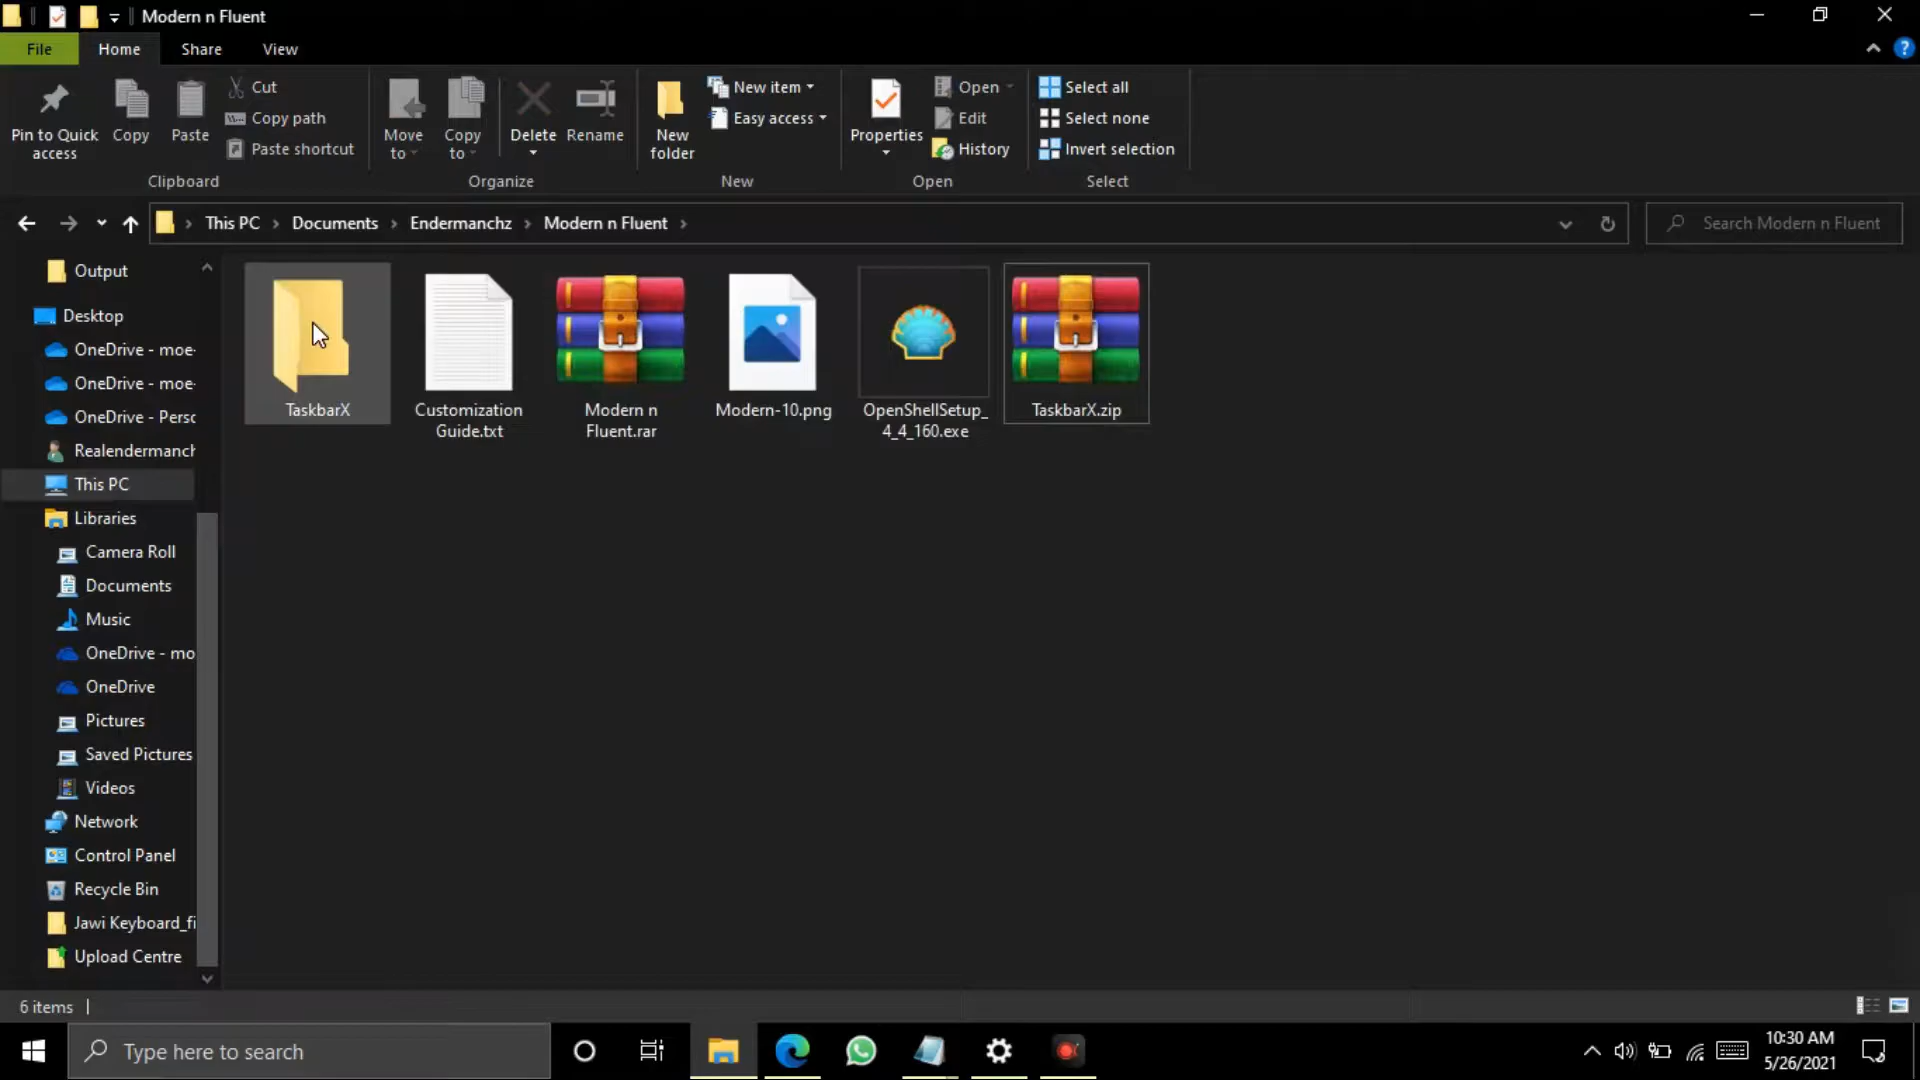 Modern n Fluent
File
Home
Share
View
Pin to Quick
access
Copy
Paste
Cut
Copy path
Paste shortcut
Clipboard
Move
to
Copy
to
Delete
Rename
Organize
New
folder
New item
Easy access
New
Properties
Open
Edit
History
Open
Select all
Select none
Invert selection
Select
This PC
Documents
Endermanchz
Modern n Fluent
Search Modern n Fluent
Output
Desktop
OneDrive - moe-
OneDrive - moe-
OneDrive - Persc
Realendermanch
This PC
Libraries
Camera Roll
Documents
Music
OneDrive - mo
OneDrive
Pictures
Saved Pictures
Videos
Network
Control Panel
Recycle Bin
Jawi Keyboard_fi
Upload Centre
TaskbarX
Customization
Guide.txt
Modern n
Fluent.rar
Modern-10.png
OpenShellSetup_
4_4_160.exe
TaskbarX.zip
6 items
Type here to search
10:30 AM
5/26/2021